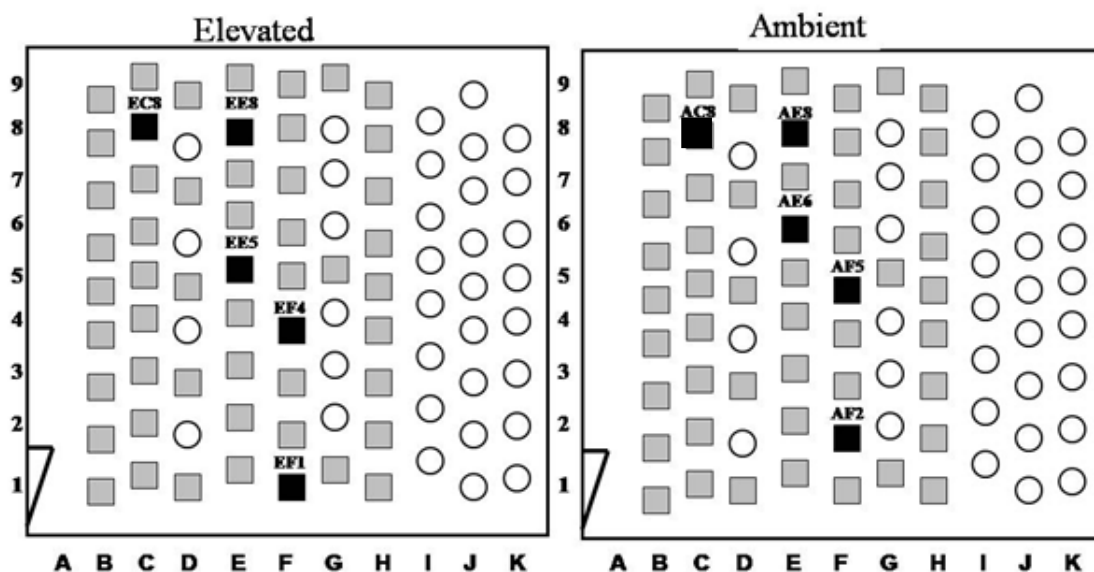 Elevated
Ambient
9
8
7
6
5
4
3
2
1
EC8
EE8
EE5
EF4
EF1
A B C D E F G H I J K
9
8
7
6
5
4
3
2
1
AC8
AE8
AE6
AF5
AF2
A B C D E F G H I J K